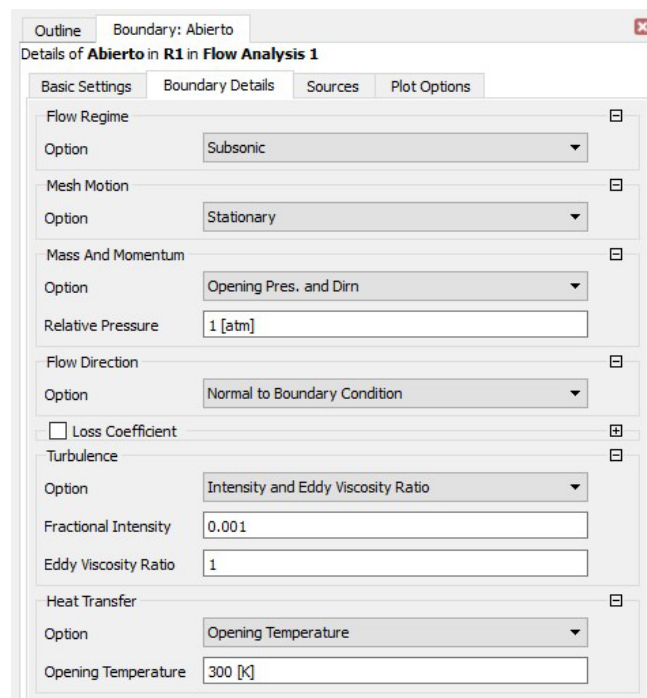 Outline Boundary: Abierto
Details of Abierto in R1 in Flow Analysis 1
Basic Settings Boundary Details Sources Plot Options
Flow Regime
Option Subsonic
Mesh Motion
Option Stationary
Mass And Momentum
Option Opening Pres. and Dirn
Relative Pressure 1 [atm]
Flow Direction
Option Normal to Boundary Condition
Loss Coefficient
Turbulence
Option Intensity and Eddy Viscosity Ratio
Fractional Intensity 0.001
Eddy Viscosity Ratio 1
Heat Transfer
Option Opening Temperature
Opening Temperature 300 [K]